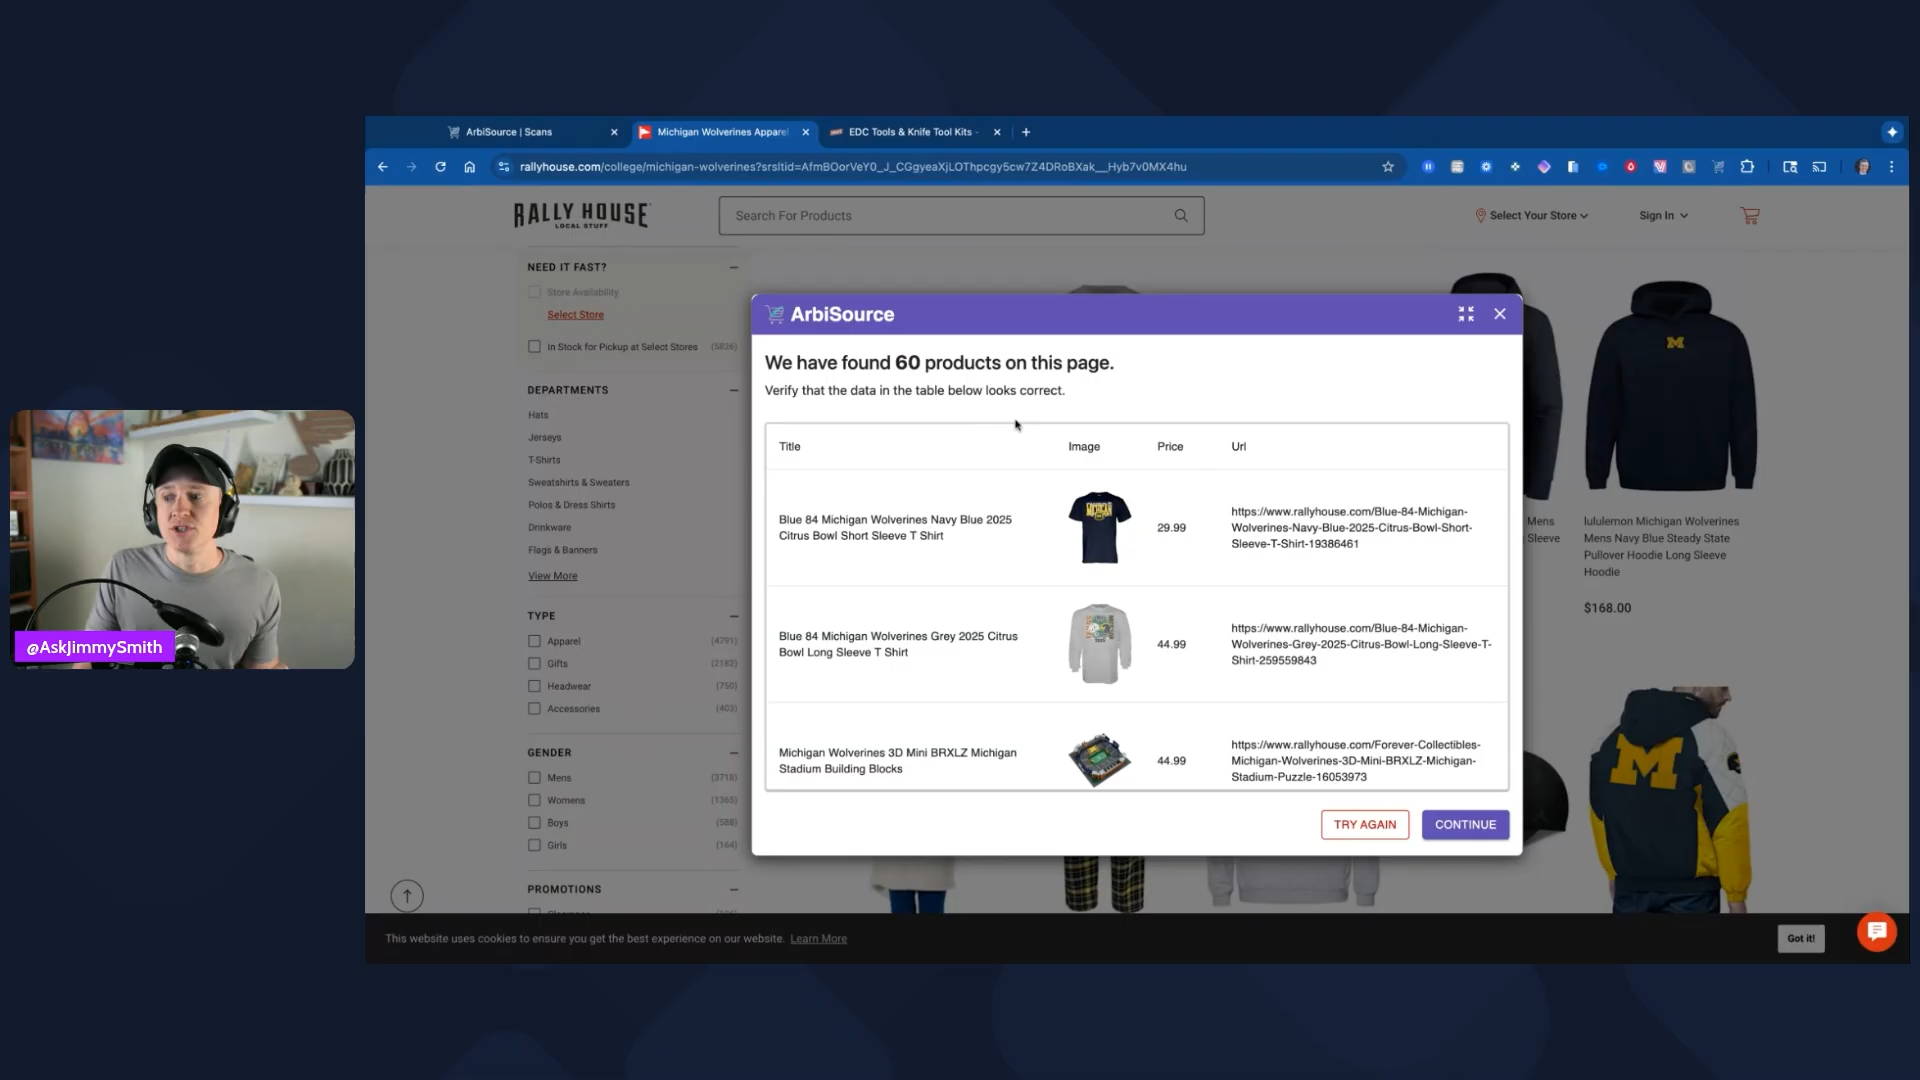 ArbiSource | Scans
Michigan Wolverines Apparel
EDC Tools & Knife Tool Kits -
rallyhouse.com/college/michigan-wolverines?srsltid=AfmBOorVeY0_J_CGgyeaXjLOThpcgy5cw7Z4DRoBXak__Hyb7v0MX4hu
RALLY HOUSE
LOCAL STUFF
Search For Products
Select Your Store
Sign In
NEED IT FAST?
Store Availability
Select Store
In Stock for Pickup at Select Stores (5826)
DEPARTMENTS
Hats
Jerseys
T-Shirts
Sweatshirts & Sweaters
Polos & Dress Shirts
Drinkware
Flags & Banners
View More
TYPE
Apparel (4791)
Gifts (2182)
Headwear (750)
Accessories (403)
GENDER
Mens (3718)
Womens (1365)
Boys (588)
Girls (164)
PROMOTIONS
ArbiSource
We have found 60 products on this page.
Verify that the data in the table below looks correct.
Title Image Price Url
Blue 84 Michigan Wolverines Navy Blue 2025
Citrus Bowl Short Sleeve T Shirt
29.99
https://www.rallyhouse.com/Blue-84-Michigan-
Wolverines-Navy-Blue-2025-Citrus-Bowl-Short-
Sleeve-T-Shirt-19386461
Blue 84 Michigan Wolverines Grey 2025 Citrus
Bowl Long Sleeve T Shirt
44.99
https://www.rallyhouse.com/Blue-84-Michigan-
Wolverines-Grey-2025-Citrus-Bowl-Long-Sleeve-T-
Shirt-259559843
Michigan Wolverines 3D Mini BRXLZ Michigan
Stadium Building Blocks
44.99
https://www.rallyhouse.com/Forever-Collectibles-
Michigan-Wolverines-3D-Mini-BRXLZ-Michigan-
Stadium-Puzzle-16053973
TRY AGAIN
CONTINUE
Mens
Sleeve
lululemon Michigan Wolverines
Mens Navy Blue Steady State
Pullover Hoodie Long Sleeve
Hoodie
$168.00
This website uses cookies to ensure you get the best experience on our website. Learn More
Got it!
@AskJimmySmith